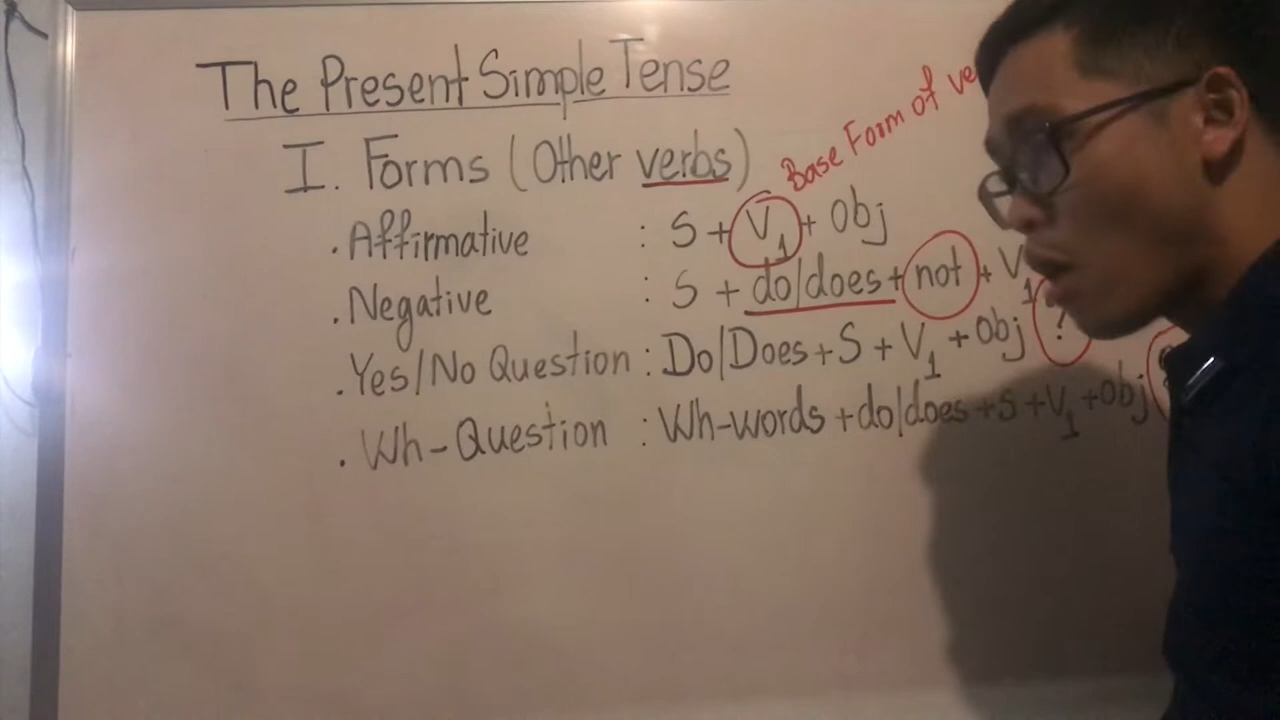 The Present Simple Tense
I. Forms (Other verbs)
Base Form of
. Affirmative : S + V1 + Obj
. Negative : S + do/does + not + V1
. Yes/No Question : Do/Does + S + V1 + Obj ?
. Wh-Question : Wh-words + do/does + S + V1 + Obj